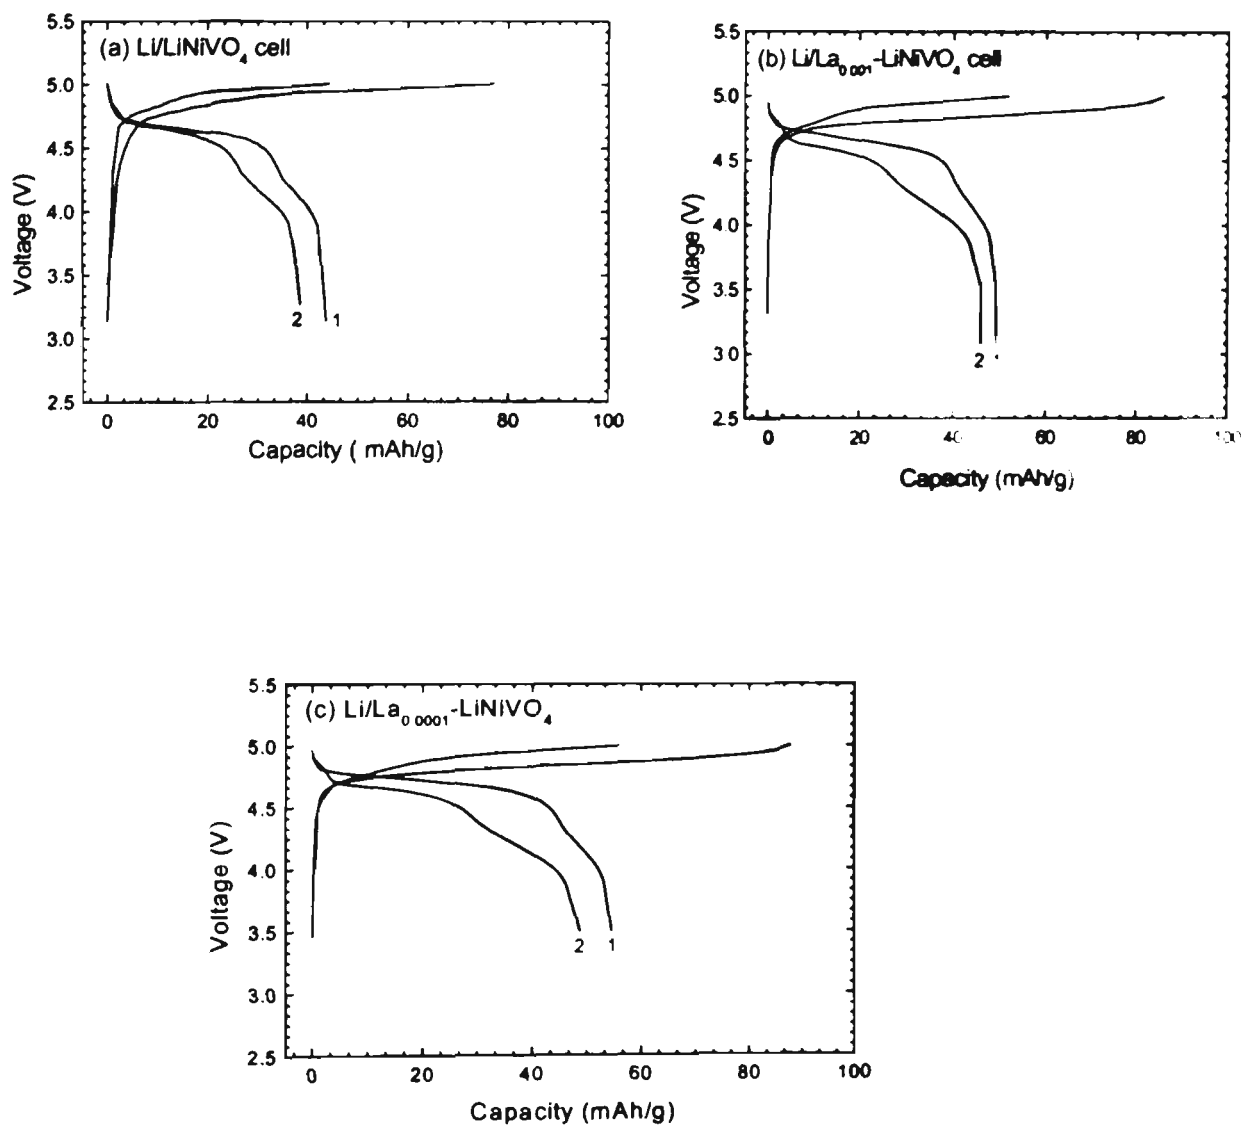 (a) Li/LiNiVO4 cell
5.5
5.0
4.5
4.0
3.5
3.0
2.5
Voltage (V)
2 1
0 20 40 60 80 100
Capacity ( mAh/g)
(b) Li/La0 001-LiNiVO4 cell
5.5
5.0
4.5
4 0
3.5
3.0
2.5
Voltage (V)
2
0 20 40 60 80
Capacity (mAh/g)
(c) Li/La0 0001-LiNiVO4
5.5
5.0
4.5
4.0
3.5
3.0
2.5
Voltage (V)
2 1
0 20 40 60 80 100
Capacity (mAh/g)